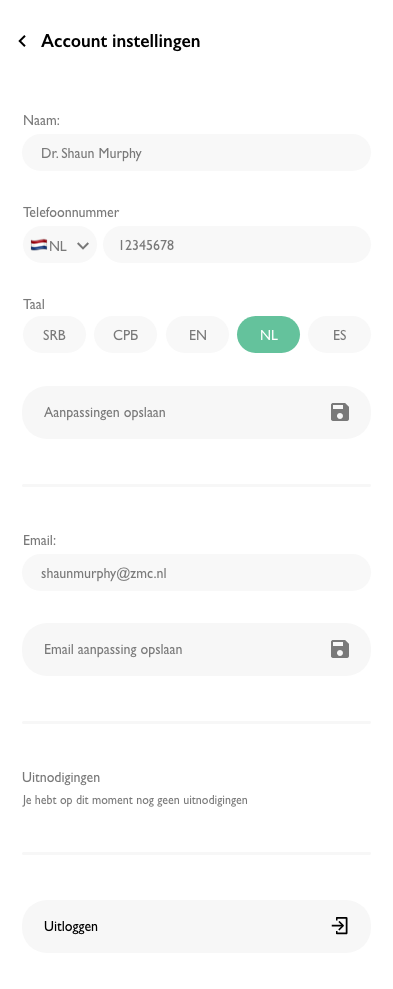 Account instellingen
Naam:
Dr. Shaun Murphy
Telefoonnummer
NL 12345678
Taal
SRB СРБ EN NL ES
Aanpassingen opslaan
Email:
shaunmurphy@zmc.nl
Email aanpassing opslaan
Uitnodigingen
Je hebt op dit moment nog geen uitnodigingen
Uitloggen